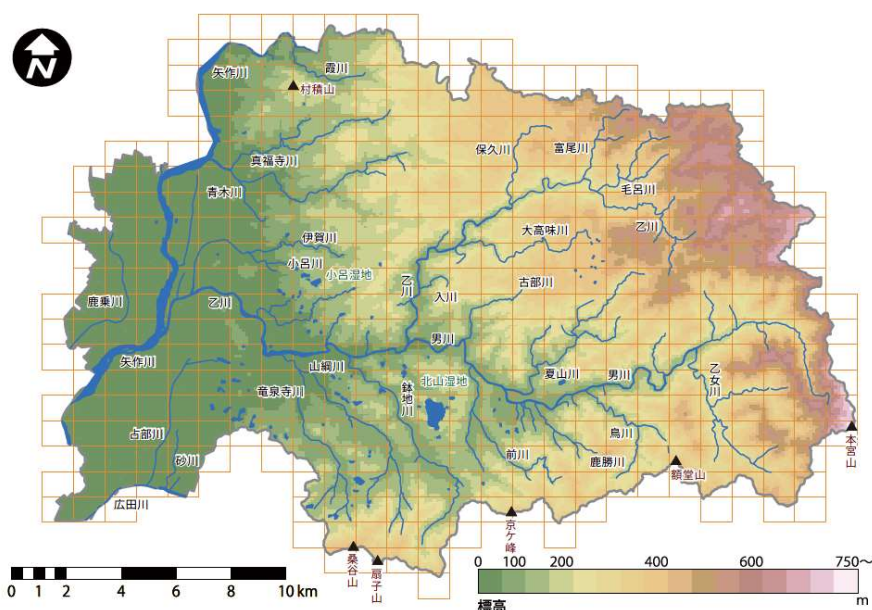 N
矢作川
霞川
村積山
保久川
富尾川
真福寺川
毛呂川
青木川
乙川
大高味川
伊賀川
小呂川
小呂湿地
古部川
乙川
入川
鹿乗川
乙川
男川
矢作川
山綱川
北山湿地
夏山川
男川
乙女川
竜泉寺川
鉢地川
鳥川
占部川
前川
鹿勝川
額堂山
本宮山
砂川
広田川
京ケ峰
桑谷山
扇子山
0 1 2 4 6 8 10 km
0 100 200 400 600 750～
m
標高